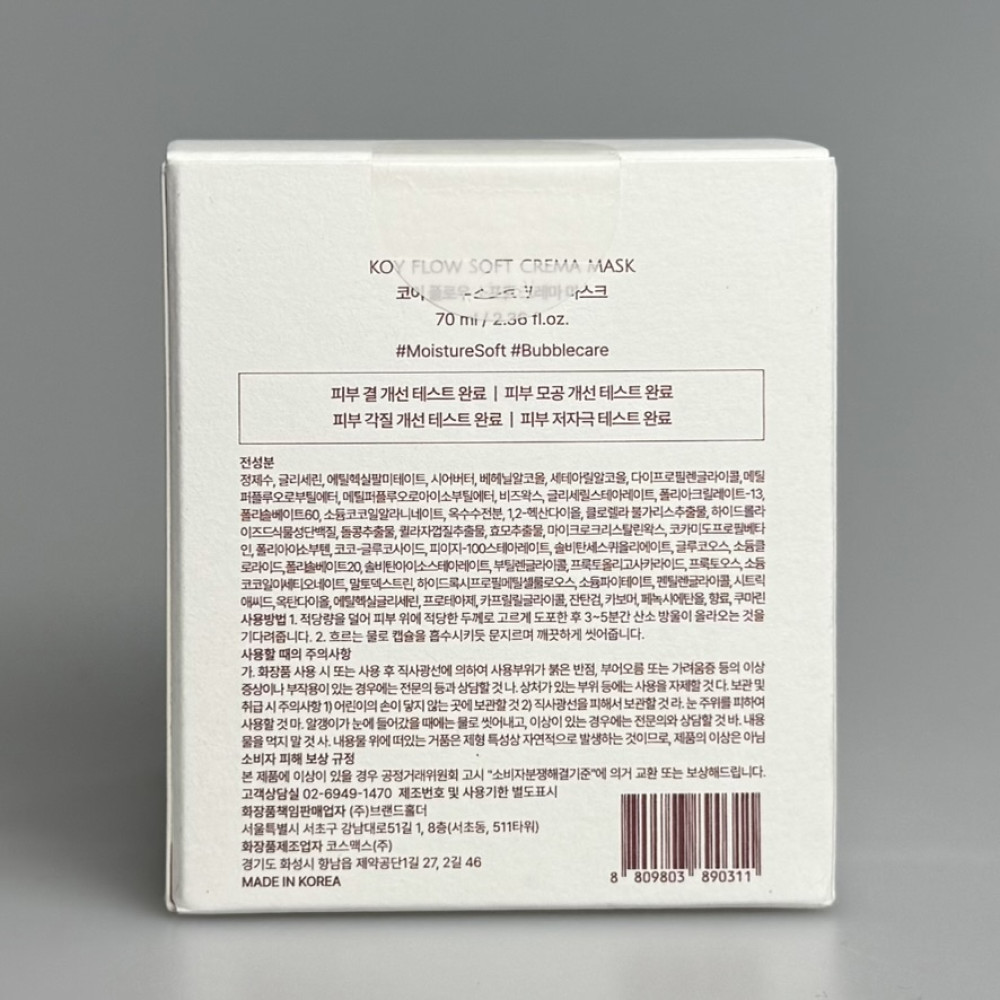 KOY FLOW SOFT CREMA MASK
코이 플로우 소프트 크레마 마스크
70 ml / 2.36 fl.oz.
#MoistureSoft #Bubblecare
피부 결 개선 테스트 완료 | 피부 모공 개선 테스트 완료
피부 각질 개선 테스트 완료 | 피부 저자극 테스트 완료
전성분
정제수, 글리세린, 에틸헥실팔미테이트, 시어버터, 베헤닐알코올, 세테아릴알코올, 다이프로필렌글라이콜, 메틸
퍼플루오로부틸에터, 메틸퍼플루오로아이소부틸에터, 비즈왁스, 글리세릴스테아레이트, 폴리아크릴레이트-13,
폴리솔베이트60, 소듐코코일알라니네이트, 옥수수전분, 1,2-헥산다이올, 클로렐라 불가리스추출물, 하이드롤라
이즈드식물성단백질, 돌콩추출물, 퀼라자껍질추출물, 효모추출물, 마이크로크리스탈린왁스, 코카미도프로필베타
인, 폴리아이소부텐, 코코-글루코사이드, 피이지-100스테아레이트, 솔비탄세스퀴올리에이트, 글루코오스, 소듐클
로라이드, 폴리솔베이트20, 솔비탄아이소스테아레이트, 부틸렌글라이콜, 프룩토올리고사카라이드, 프룩토오스, 소듐
코코일이세티오네이트, 말토덱스트린, 하이드록시프로필메틸셀룰로오스, 소듐파이테이트, 펜틸렌글라이콜, 시트릭
애씨드, 옥탄다이올, 에틸헥실글리세린, 프로테아제, 카프릴릴글라이콜, 잔탄검, 카보머, 페녹시에탄올, 향료, 쿠마린
사용방법 1. 적당량을 덜어 피부 위에 적당한 두께로 고르게 도포한 후 3~5분간 산소 방울이 올라오는 것을
기다려줍니다. 2. 흐르는 물로 캡슐을 흡수시키듯 문지르며 깨끗하게 씻어줍니다.
사용할 때의 주의사항
가. 화장품 사용 시 또는 사용 후 직사광선에 의하여 사용부위가 붉은 반점, 부어오름 또는 가려움증 등의 이상
증상이나 부작용이 있는 경우에는 전문의 등과 상담할 것 나. 상처가 있는 부위 등에는 사용을 자제할 것 다. 보관 및
취급 시 주의사항 1) 어린이의 손이 닿지 않는 곳에 보관할 것 2) 직사광선을 피해서 보관할 것 라. 눈 주위를 피하여
사용할 것 마. 알갱이가 눈에 들어갔을 때에는 물로 씻어내고, 이상이 있는 경우에는 전문의와 상담할 것 바. 내용
물을 먹지 말 것 사. 내용물 위에 떠있는 거품은 제형 특성상 자연적으로 발생하는 것이므로, 제품의 이상은 아님
소비자 피해 보상 규정
본 제품에 이상이 있을 경우 공정거래위원회 고시 "소비자분쟁해결기준"에 의거 교환 또는 보상해드립니다.
고객상담실 02-6949-1470 제조번호 및 사용기한 별도표시
화장품책임판매업자 (주)브랜드홀더
서울특별시 서초구 강남대로51길 1, 8층(서초동, 511타워)
화장품제조업자 코스맥스(주)
경기도 화성시 향남읍 제약공단1길 27, 2길 46
MADE IN KOREA
8 809803 890311